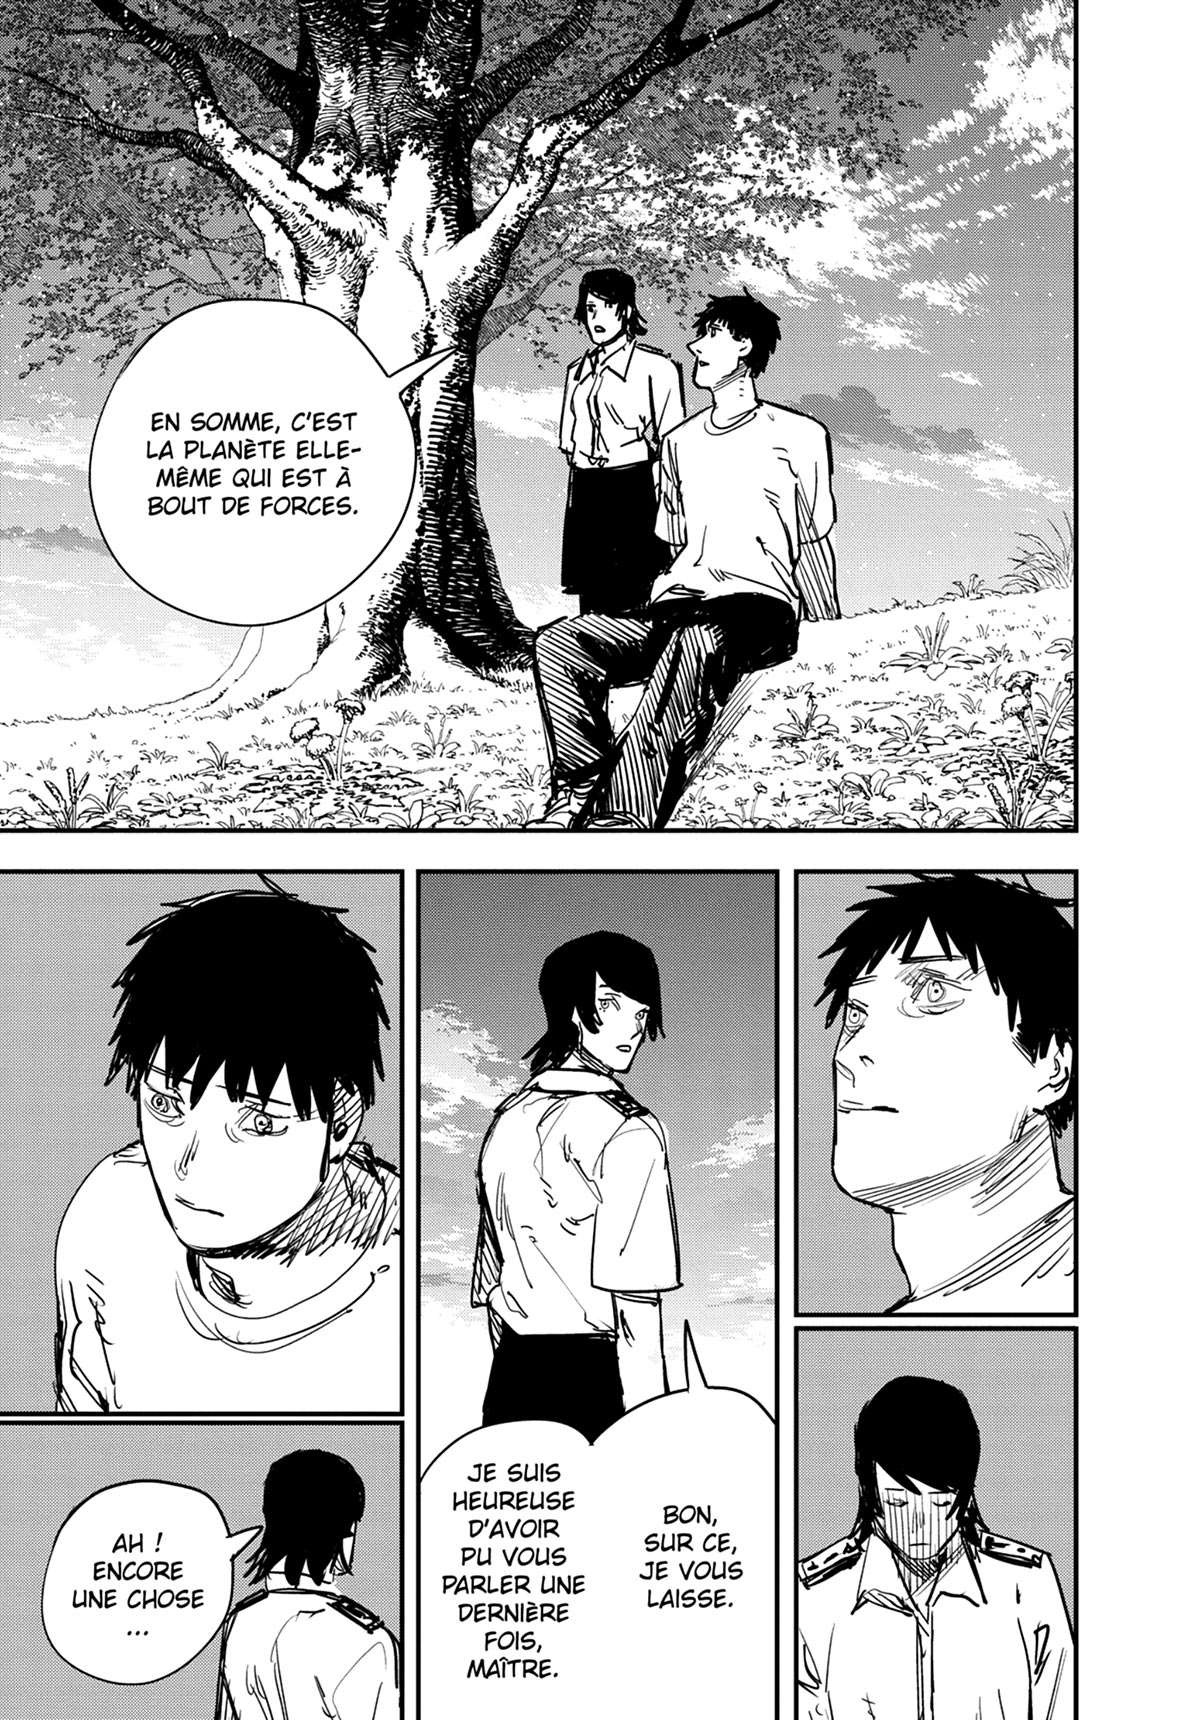 EN SOMME, C'EST
LA PLANÈTE ELLE-
MÊME QUI EST À
BOUT DE FORCES.
BON,
SUR CE,
JE VOUS
LAISSE.
JE SUIS
HEUREUSE
D'AVOIR
PU VOUS
PARLER UNE
DERNIÈRE
FOIS,
MAÎTRE.
AH !
ENCORE
UNE CHOSE
...